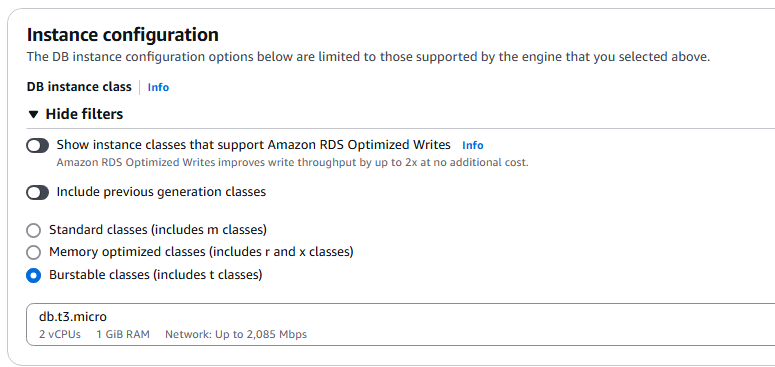 Instance configuration
The DB instance configuration options below are limited to those supported by the engine that you selected above.
DB instance class Info
Hide filters
Show instance classes that support Amazon RDS Optimized Writes Info
Amazon RDS Optimized Writes improves write throughput by up to 2x at no additional cost.
Include previous generation classes
Standard classes (includes m classes)
Memory optimized classes (includes r and x classes)
Burstable classes (includes t classes)
db.t3.micro
2 vCPUs 1 GiB RAM Network: Up to 2,085 Mbps